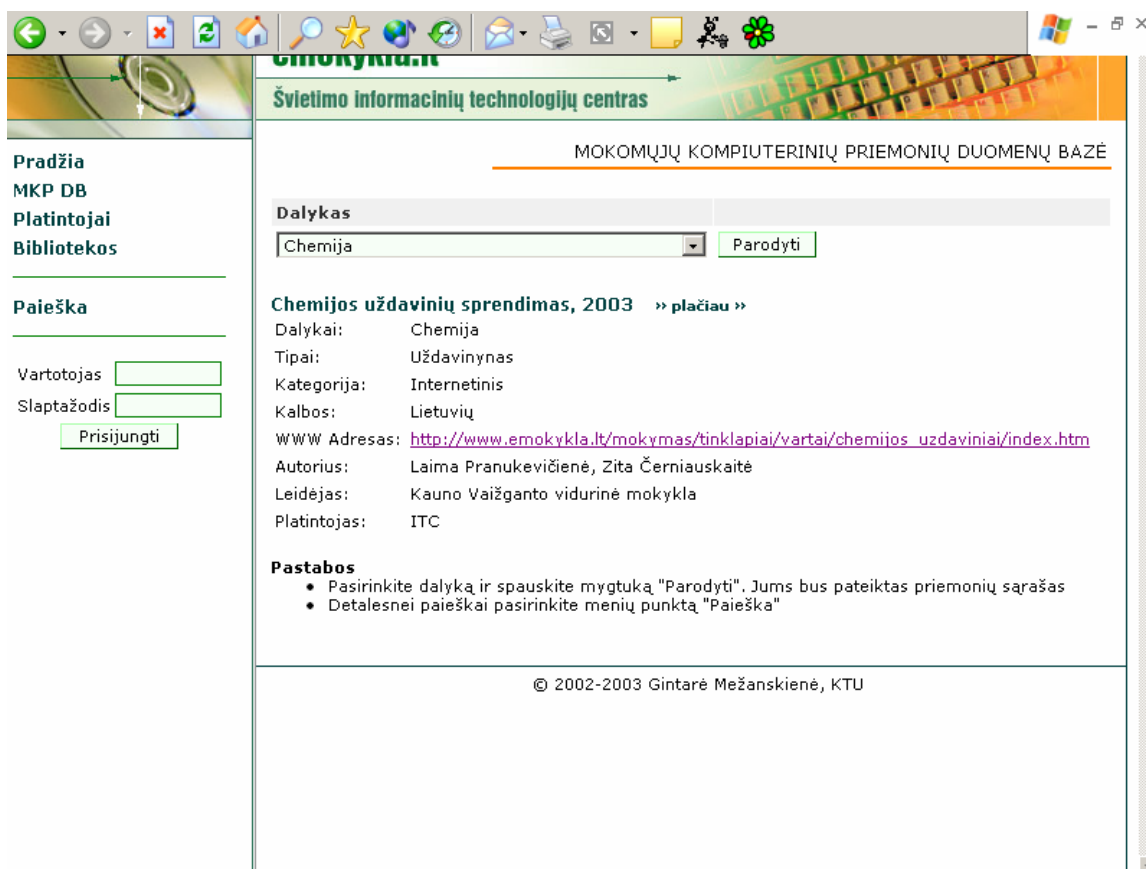 emokykla.lt
Švietimo informacinių technologijų centras
MOKOMŲJŲ KOMPIUTERINIŲ PRIEMONIŲ DUOMENŲ BAZĖ
Pradžia
MKP DB
Platintojai
Bibliotekos
Paieška
Vartotojas
Slaptažodis
Prisijungti
Dalykas
Chemija Parodyti
Chemijos uždavinių sprendimas, 2003 »» plačiau »»
Dalykai: Chemija
Tipai: Uždavinynas
Kategorija: Internetinis
Kalbos: Lietuvių
WWW Adresas: http://www.emokykla.lt/mokymas/tinklapiai/vartai/chemijos_uzdaviniai/index.htm
Autorius: Laima Pranukevičienė, Zita Černiauskaitė
Leidėjas: Kauno Vaižganto vidurinė mokykla
Platintojas: ITC
Pastabos
• Pasirinkite dalyką ir spauskite mygtuką "Parodyti". Jums bus pateiktas priemonių sąrašas
• Detalesnei paieškai pasirinkite menių punktą "Paieška"
© 2002-2003 Gintarė Mežanskienė, KTU